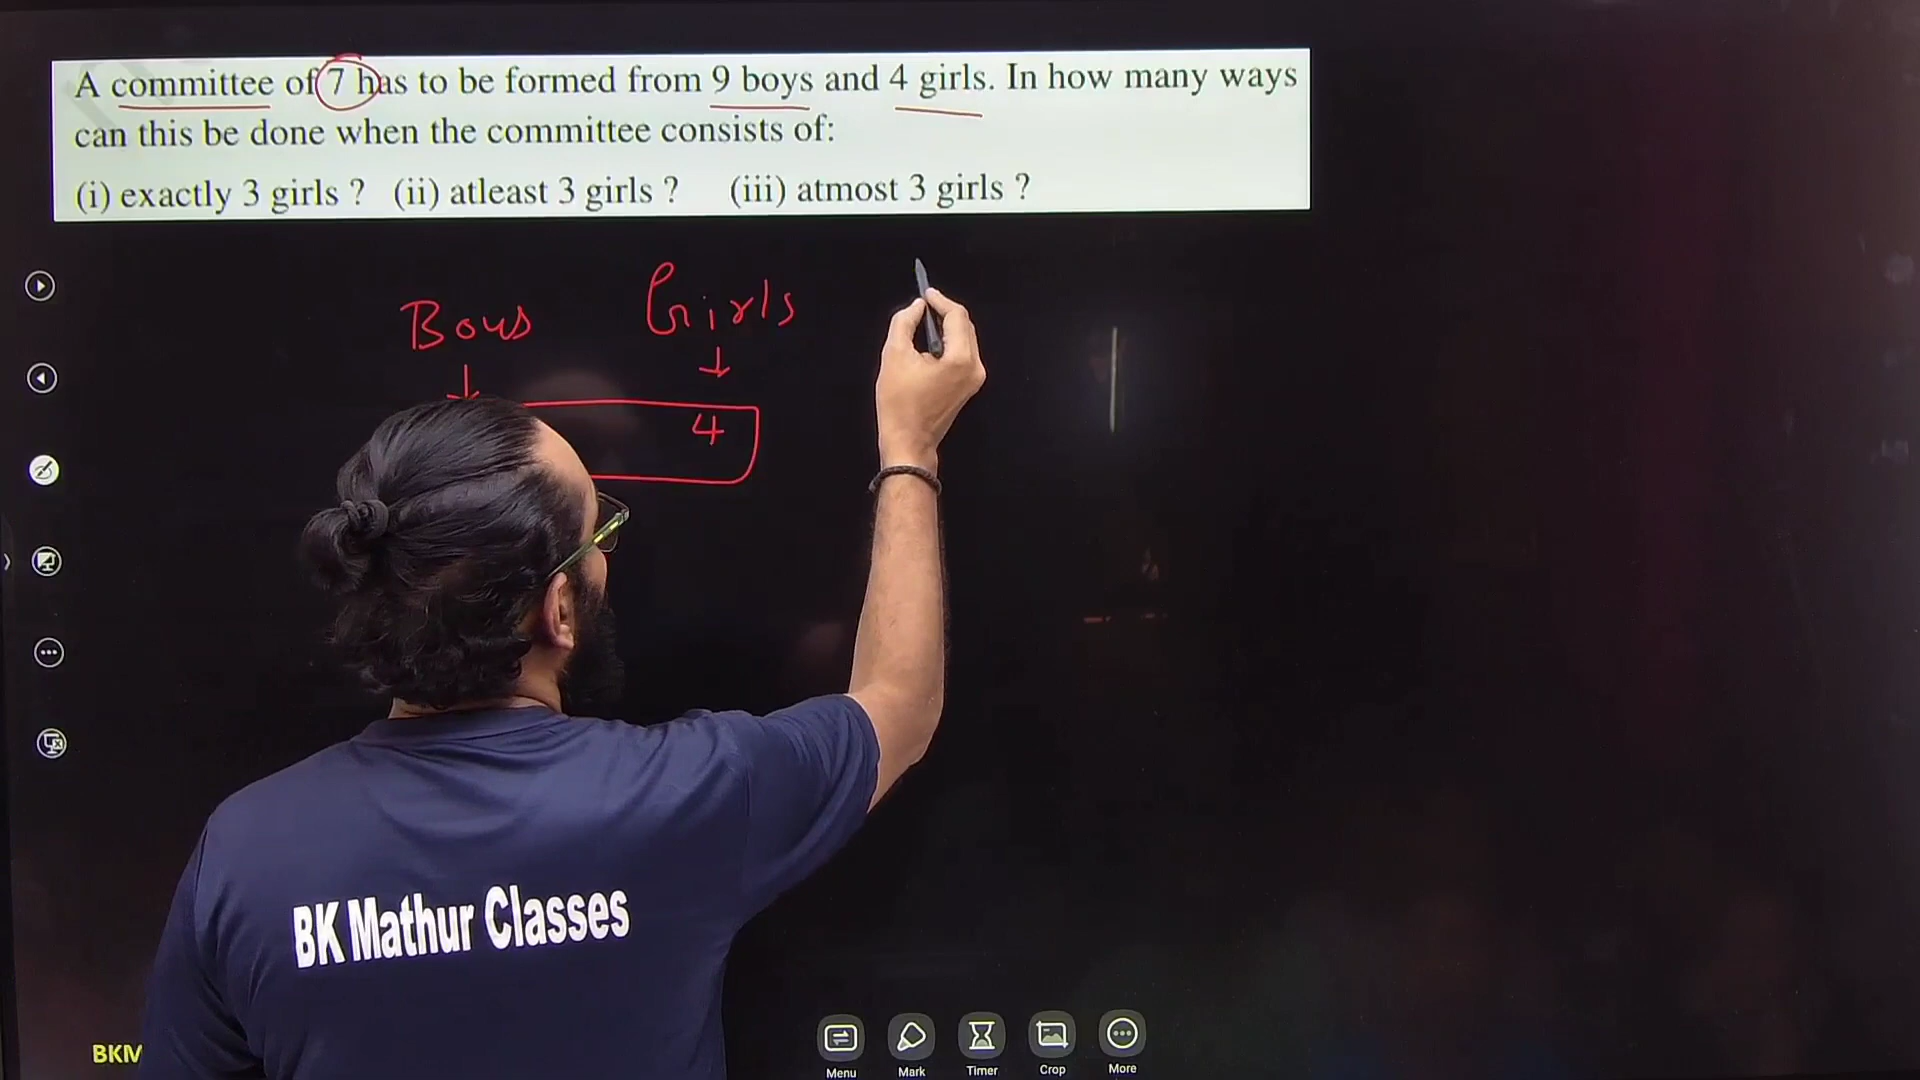 A committee of 7 has to be formed from 9 boys and 4 girls. In how many ways
can this be done when the committee consists of:
(i) exactly 3 girls ? (ii) atleast 3 girls ? (iii) atmost 3 girls ?
Boys Girls
4
BK Mathur Classes
BKM
Menu Mark Timer Crop More